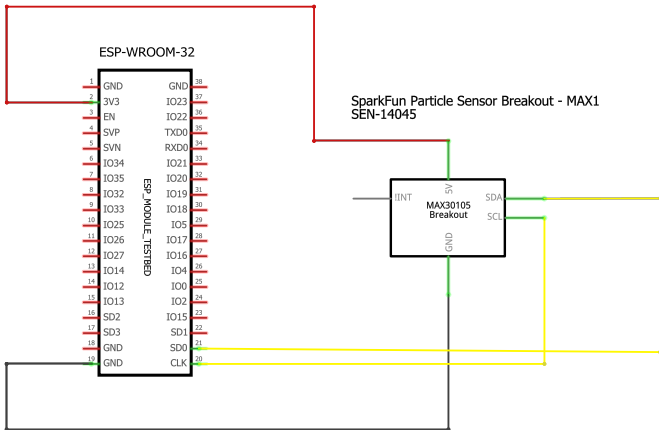 ESP-WROOM-32
1 GND GND 38
2 3V3 IO23 37
3 EN IO22 36
4 SVP TXD0 35
5 SVN RXD0 34
6 IO34 IO21 33
7 IO35 IO20 32
8 IO32 IO19 31
9 IO33 IO18 30
10 IO25 IO5 29
11 IO26 IO17 28
12 IO27 IO16 27
13 IO14 IO4 26
14 IO12 IO0 25
15 IO13 IO2 24
16 SD2 IO15 23
17 SD3 SD1 22
18 GND SD0 21
19 GND CLK 20
ESP_MODULE_TESTBED
SparkFun Particle Sensor Breakout - MAX1
SEN-14045
5V
!INT
MAX30105
Breakout
SDA
SCL
GND